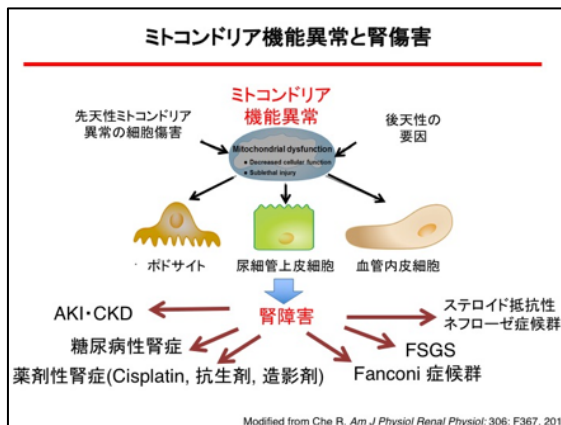 ミトコンドリア機能異常と腎傷害
ミトコンドリア
機能異常
先天性ミトコンドリア
異常の細胞傷害
後天性の
要因
Mitochondrial dysfunction
● Decreased cellular function
● Sublethal injury
ポドサイト
尿細管上皮細胞
血管内皮細胞
腎障害
AKI・CKD
ステロイド抵抗性
ネフローゼ症候群
糖尿病性腎症
FSGS
薬剤性腎症(Cisplatin, 抗生剤, 造影剤)
Fanconi 症候群
Modified from Che R, Am J Physiol Renal Physiol; 306: F367, 201